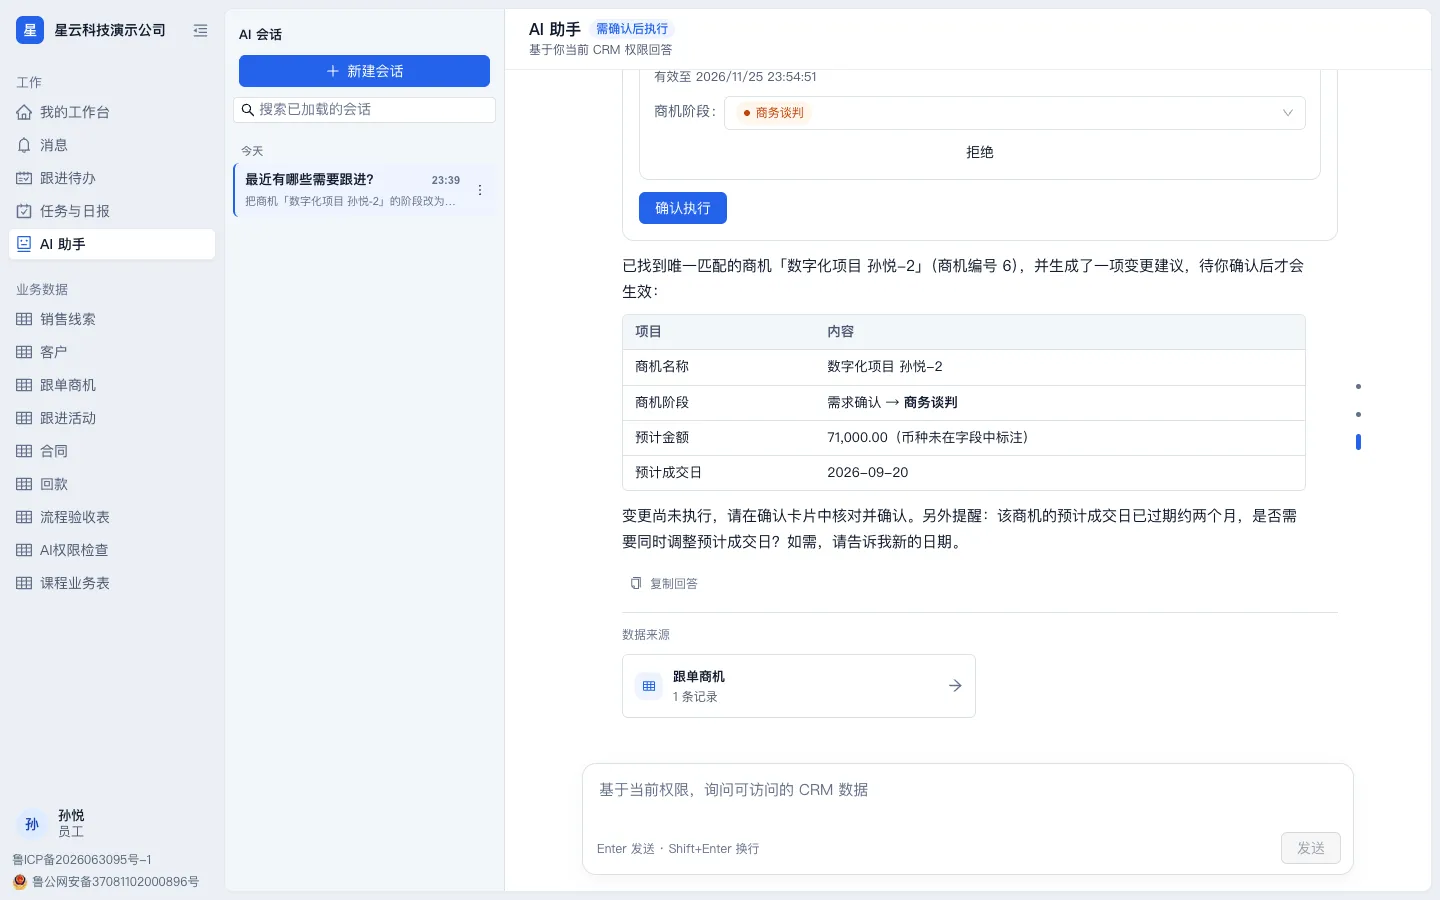 星 星云科技演示公司
工作
我的工作台
消息
跟进待办
任务与日报
AI 助手
业务数据
销售线索
客户
跟单商机
跟进活动
合同
回款
流程验收表
AI权限检查
课程业务表
孙 孙悦
员工
鲁ICP备2026063095号-1
鲁公网安备37081102000896号
AI 会话
新建会话
搜索已加载的会话
今天
最近有哪些需要跟进? 23:39
把商机「数字化项目 孙悦-2」的阶段改为...
AI 助手 需确认后执行
基于你当前 CRM 权限回答
有效至 2026/11/25 23:54:51
商机阶段: 商务谈判
拒绝
确认执行
已找到唯一匹配的商机「数字化项目 孙悦-2」（商机编号 6），并生成了一项变更建议，待你确认后才会
生效：
项目 内容
商机名称 数字化项目 孙悦-2
商机阶段 需求确认 → 商务谈判
预计金额 71,000.00（币种未在字段中标注）
预计成交日 2026-09-20
变更尚未执行，请在确认卡片中核对并确认。另外提醒：该商机的预计成交日已过期约两个月，是否需
要同时调整预计成交日？如需，请告诉我新的日期。
复制回答
数据来源
跟单商机
1 条记录
基于当前权限，询问可访问的 CRM 数据
Enter 发送 · Shift+Enter 换行
发送